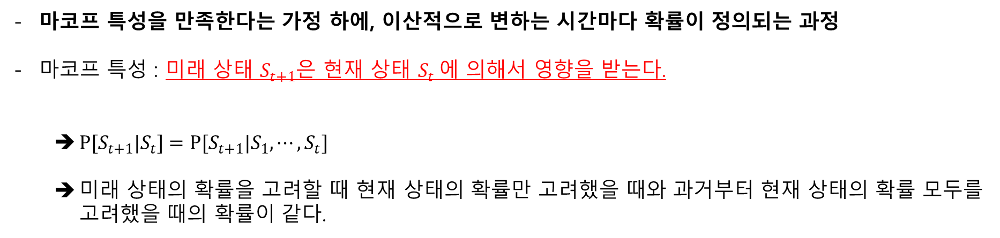 - 마코프 특성을 만족한다는 가정 하에, 이산적으로 변하는 시간마다 확률이 정의되는 과정
- 마코프 특성 : 미래 상태 $S_{t+1}$은 현재 상태 $S_t$ 에 의해서 영향을 받는다.
➔ $\mathrm{P}[S_{t+1}|S_t] = \mathrm{P}[S_{t+1}|S_1, \cdots, S_t]$
➔ 미래 상태의 확률을 고려할 때 현재 상태의 확률만 고려했을 때와 과거부터 현재 상태의 확률 모두를
고려했을 때의 확률이 같다.